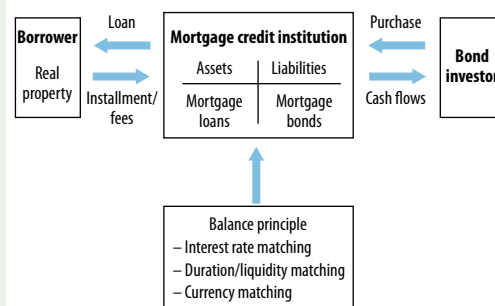 Borrower
Real
property
Loan
Installment/
fees
Mortgage credit institution
Assets
Liabilities
Mortgage
loans
Mortgage
bonds
Purchase
Cash flows
Bond
investor
Balance principle
– Interest rate matching
– Duration/liquidity matching
– Currency matching